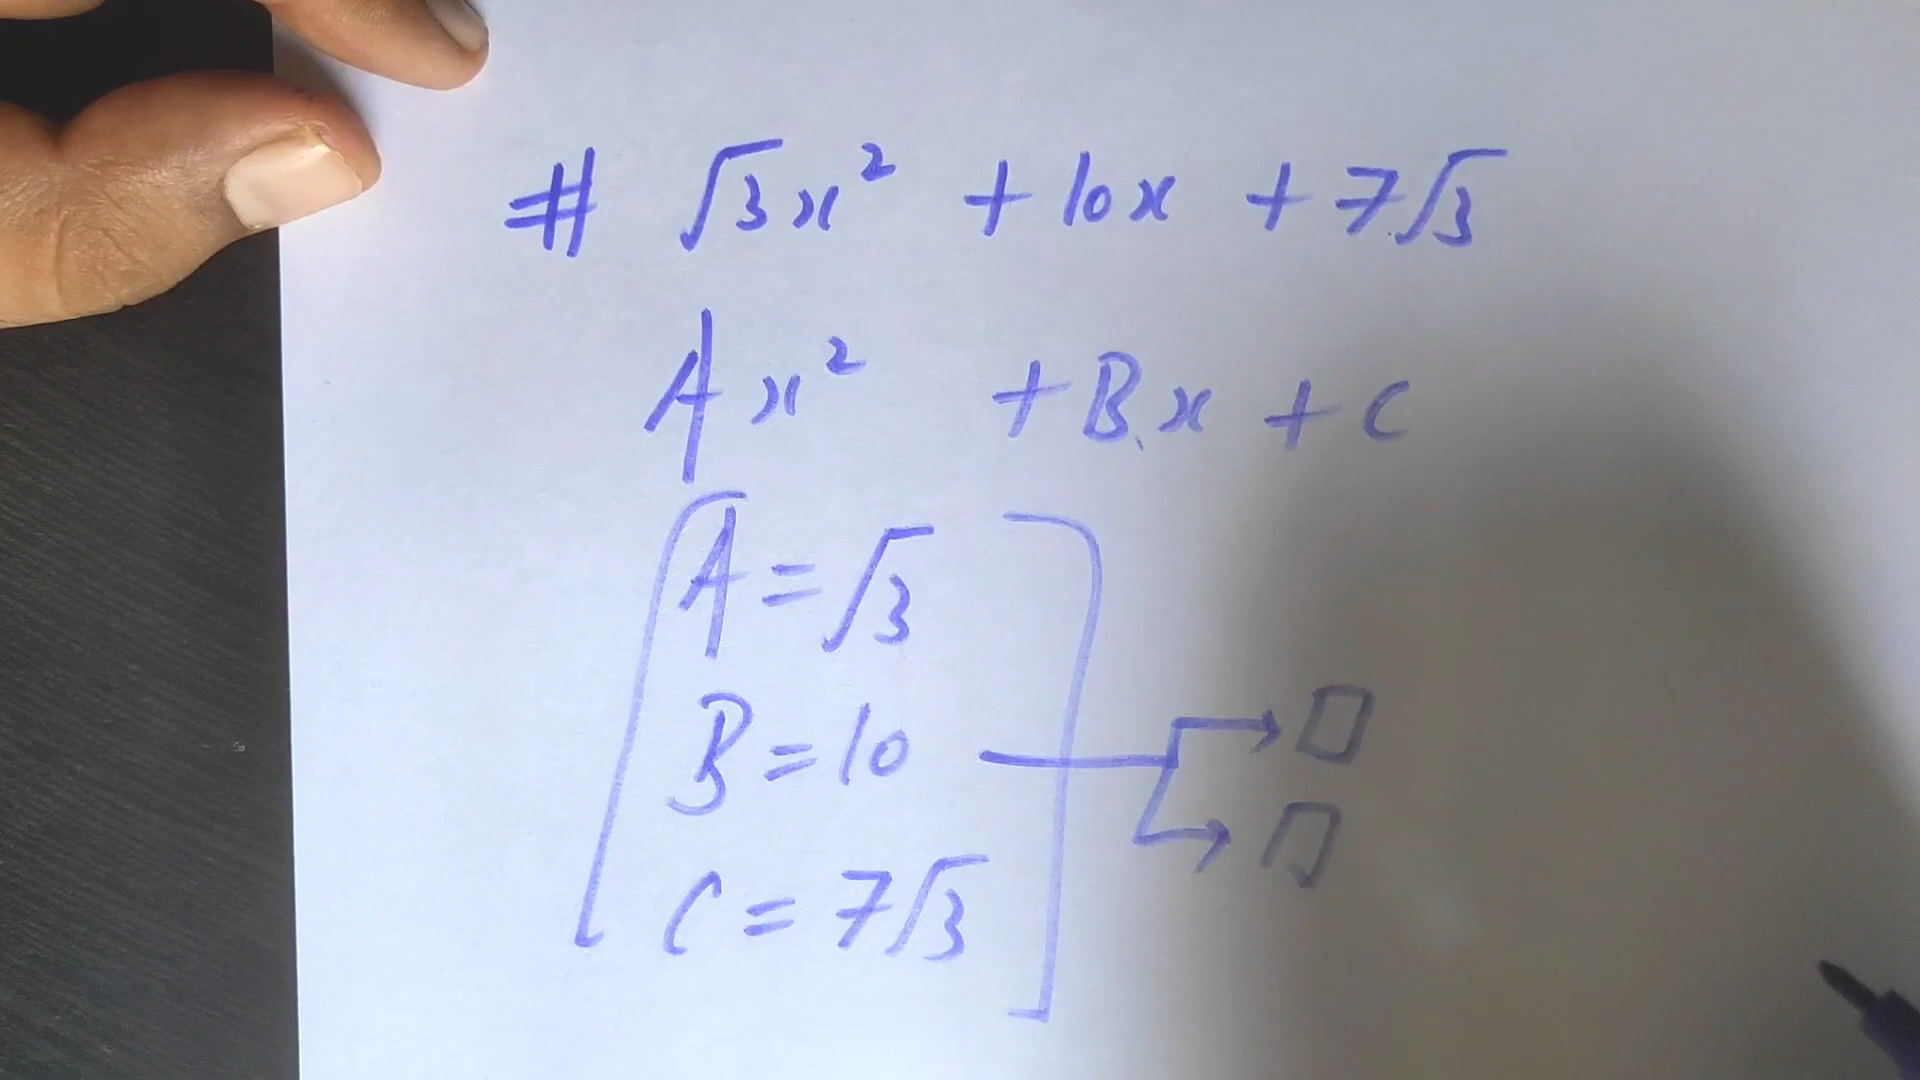 # √3x² + 10x + 7√3
Ax² + Bx + C
A = √3
B = 10
C = 7√3